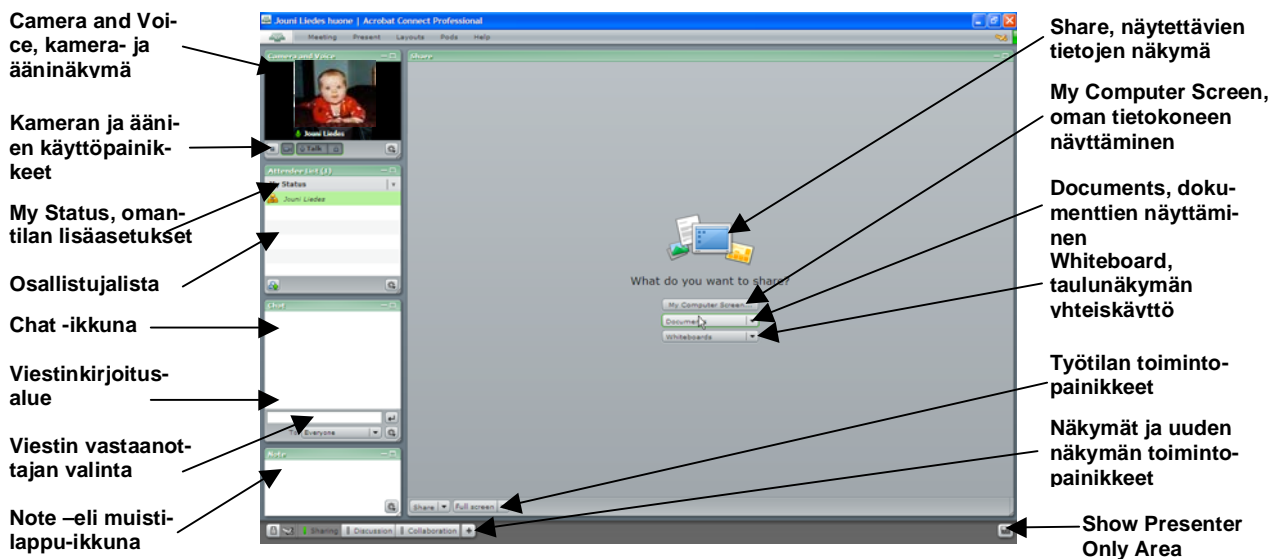 Camera and Voi-
ce, kamera- ja
ääninäkymä
Kameran ja ääni-
en käyttöpainik-
keet
My Status, oman-
tilan lisäasetukset
Osallistujalista
Chat -ikkuna
Viestinkirjoitus-
alue
Viestin vastaanot-
tajan valinta
Note –eli muisti-
lappu-ikkuna
Jouni Liedes huone | Acrobat Connect Professional
Meeting Present Layouts Pods Help
Camera and Voice
Jouni Liedes
Talk
Attendee List (1)
My Status
Jouni Liedes
Chat
To: Everyone
Note
Share
What do you want to share?
My Computer Screen...
Documents
Whiteboards
Share
Full screen
Sharing
Discussion
Collaboration
+
Share, näytettävien
tietojen näkymä
My Computer Screen,
oman tietokoneen
näyttäminen
Documents, doku-
menttien näyttämi-
nen
Whiteboard,
taulunäkymän
yhteiskäyttö
Työtilan toiminto-
painikkeet
Näkymät ja uuden
näkymän toiminto-
painikkeet
Show Presenter
Only Area